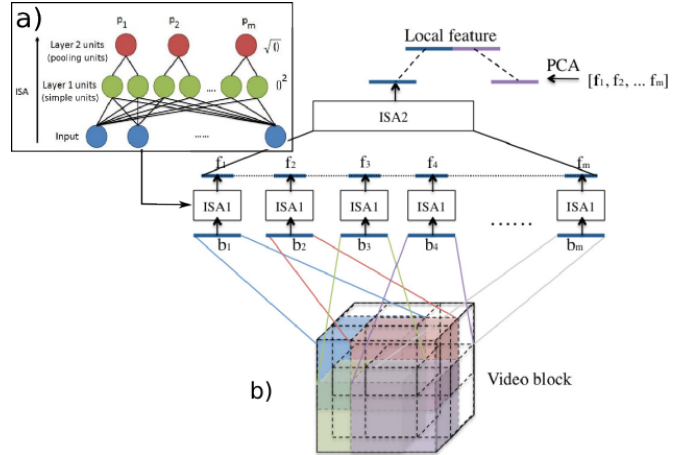 a)
p1 p2 pm
Layer 2 units
(pooling units)
√()
ISA
Layer 1 units
(simple units)
....
()²
Input
......
Local feature
PCA
[f1, f2, ... fm]
ISA2
f1 f2 f3 f4 fm
ISA1 ISA1 ISA1 ISA1 ...... ISA1
b1 b2 b3 b4 bm
b)
Video block